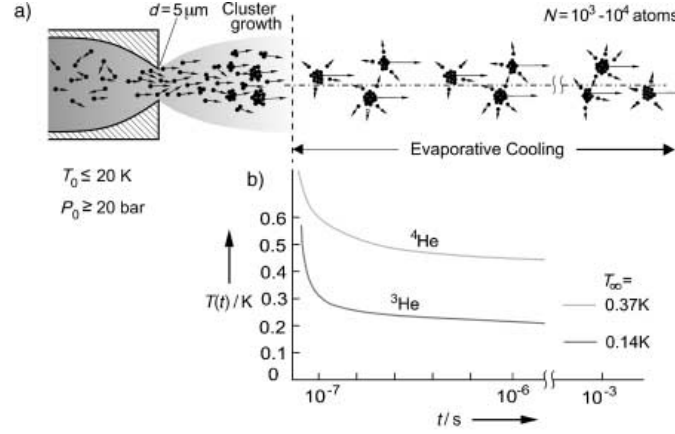 a)
d = 5 μm
Cluster
growth
N = 10³ -10⁴ atoms
Evaporative Cooling
T₀ ≤ 20 K
P₀ ≥ 20 bar
b)
0.6
0.5
0.4
0.3
0.2
0.1
0
T(t) / K
⁴He
³He
T∞ =
0.37K
0.14K
10⁻⁷
10⁻⁶
10⁻³
t / s